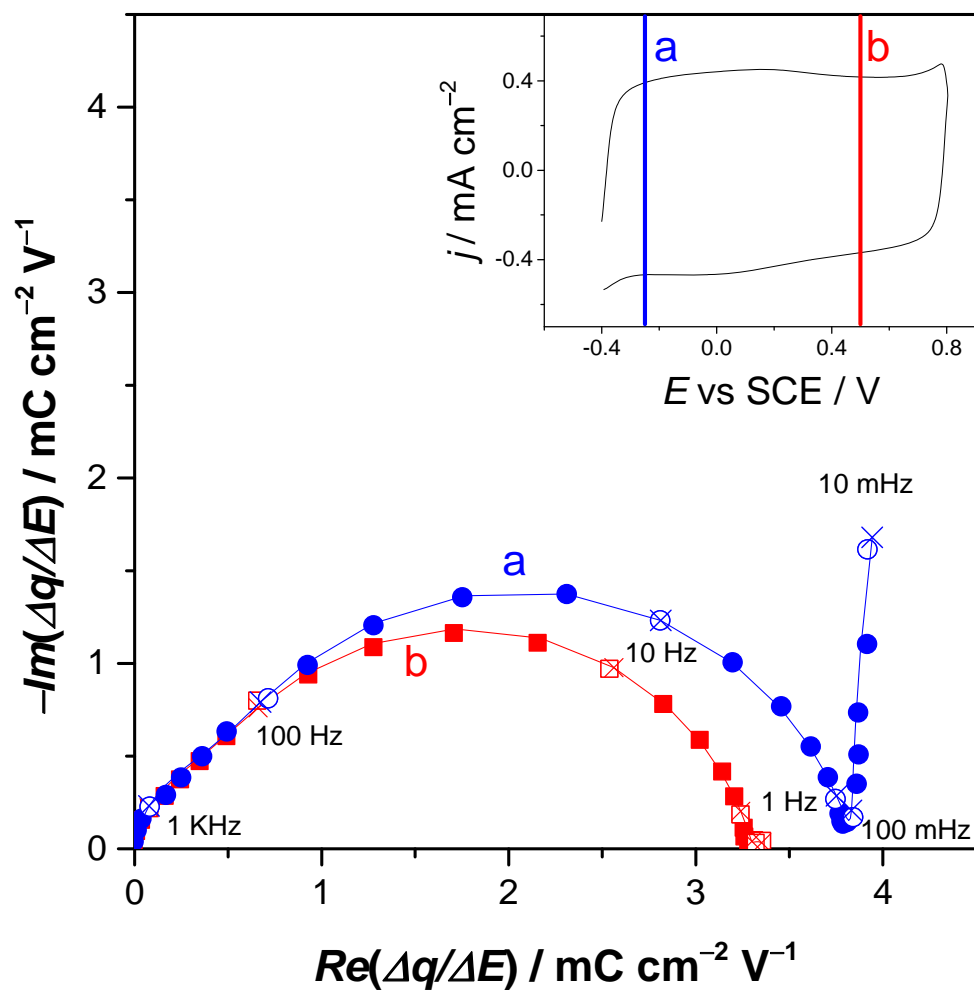 4
3
2
1
0
–Im(Δq/ΔE) / mC cm⁻² V⁻¹
a
b
0.4
0.0
-0.4
j / mA cm⁻²
-0.4
0.0
0.4
0.8
E vs SCE / V
10 mHz
a
b
10 Hz
100 Hz
1 Hz
100 mHz
1 KHz
0
1
2
3
4
Re(Δq/ΔE) / mC cm⁻² V⁻¹